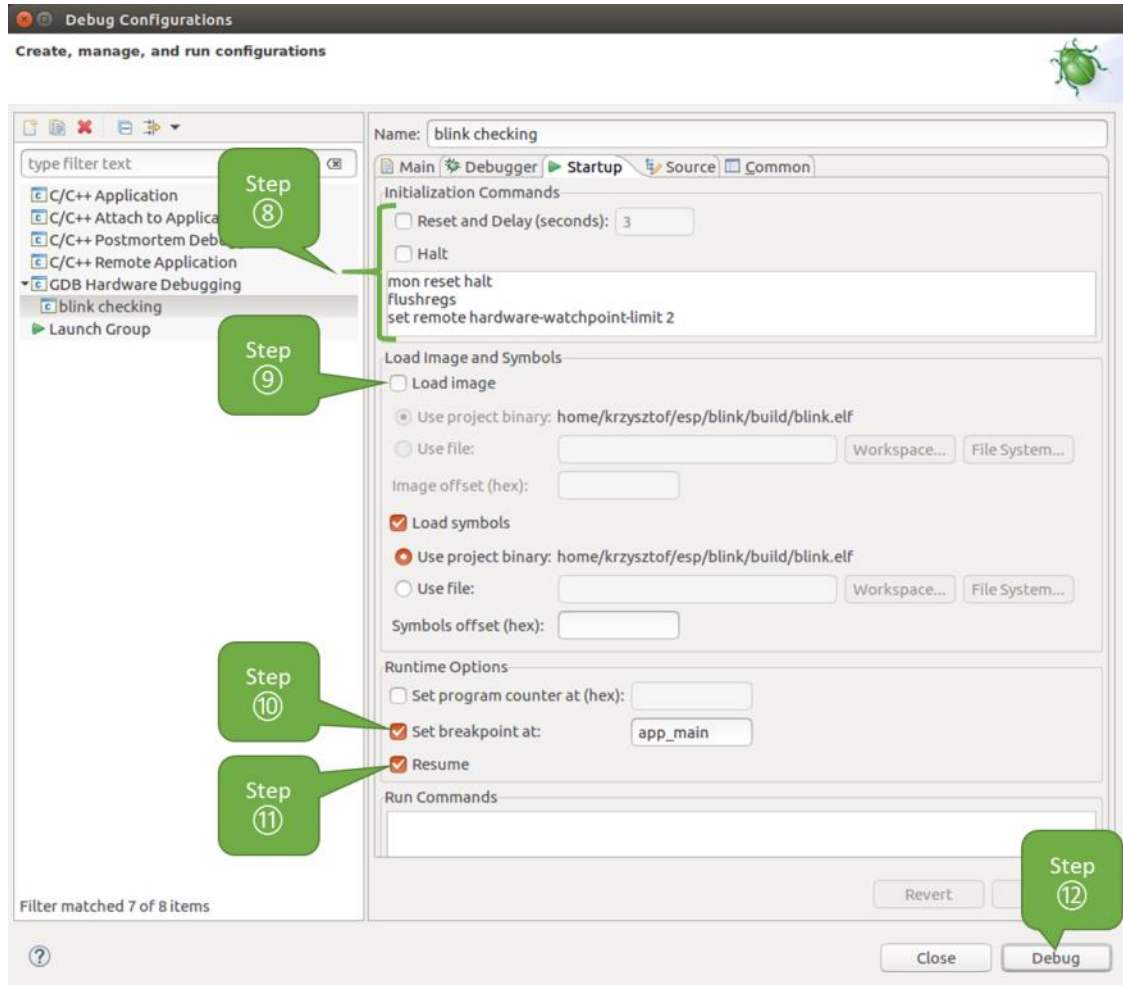 Debug Configurations
Create, manage, and run configurations
type filter text
C/C++ Application
C/C++ Attach to Applica
C/C++ Postmortem Deb
C/C++ Remote Application
GDB Hardware Debugging
blink checking
Launch Group
Filter matched 7 of 8 items
Step
⑧
Step
⑨
Step
⑩
Step
⑪
Name: blink checking
Main Debugger Startup Source Common
Initialization Commands
Reset and Delay (seconds): 3
Halt
mon reset halt
flushregs
set remote hardware-watchpoint-limit 2
Load Image and Symbols
Load image
Use project binary: home/krzysztof/esp/blink/build/blink.elf
Use file: Workspace... File System...
Image offset (hex):
Load symbols
Use project binary: home/krzysztof/esp/blink/build/blink.elf
Use file: Workspace... File System...
Symbols offset (hex):
Runtime Options
Set program counter at (hex):
Set breakpoint at: app_main
Resume
Run Commands
Step
⑫
Revert
Close Debug